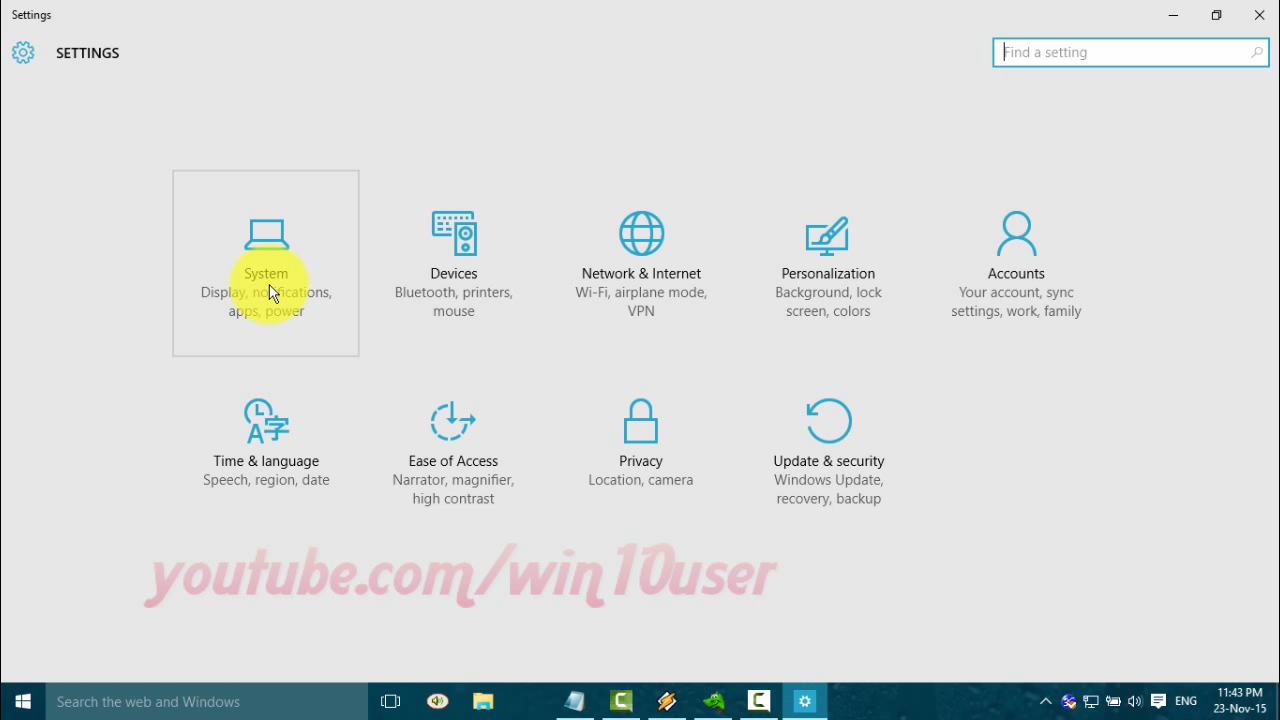 Settings
SETTINGS
Find a setting
System
Display, notifications,
apps, power
Devices
Bluetooth, printers,
mouse
Network & Internet
Wi-Fi, airplane mode,
VPN
Personalization
Background, lock
screen, colors
Accounts
Your account, sync
settings, work, family
Time & language
Speech, region, date
Ease of Access
Narrator, magnifier,
high contrast
Privacy
Location, camera
Update & security
Windows Update,
recovery, backup
youtube.com/win10user
Search the web and Windows
ENG
11:43 PM
23-Nov-15